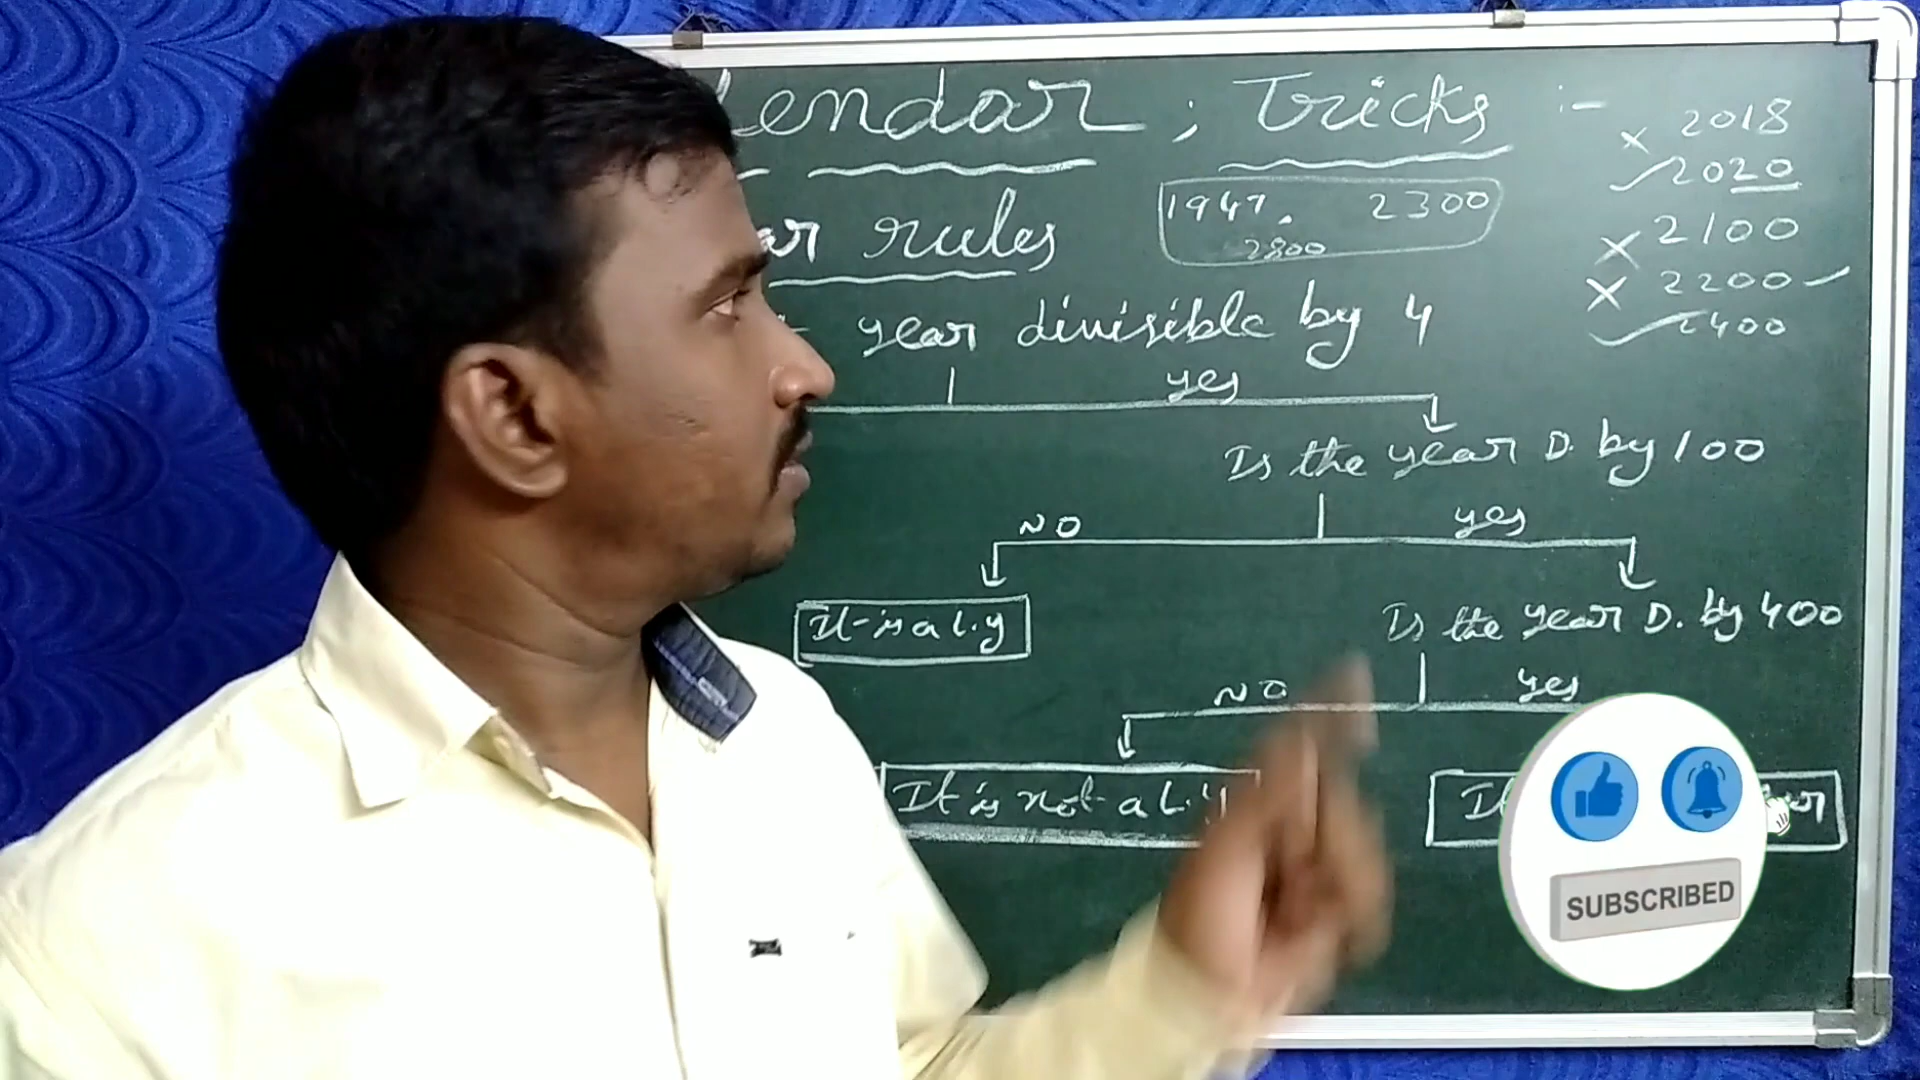 lendar ; Tricks :-
× 2018
✓ 2020
ar rules
1947, 2300
2800
× 2100
× 2200 ✓
✓ 2400
year divisible by 4
yes
Is the year D. by 100
NO yes
It is a L.y
Is the year D. by 400
NO yes
It is not a L.y
It
SUBSCRIBED